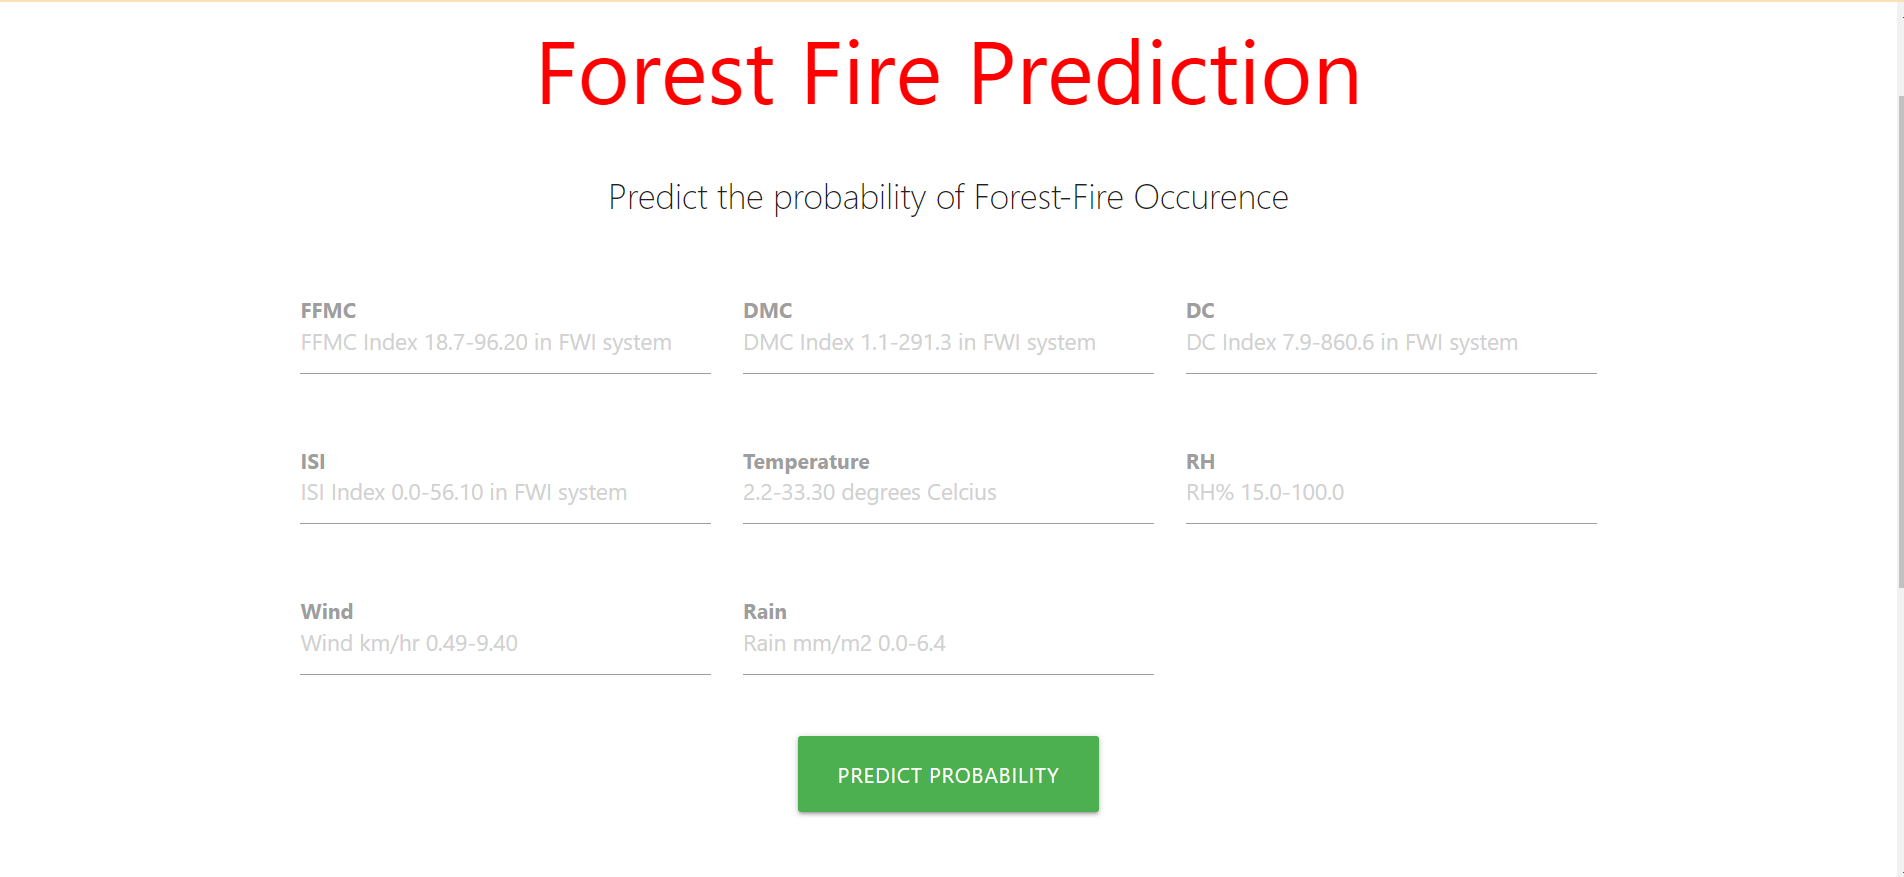 Forest Fire Prediction
Predict the probability of Forest-Fire Occurence
FFMC
FFMC Index 18.7-96.20 in FWI system
DMC
DMC Index 1.1-291.3 in FWI system
DC
DC Index 7.9-860.6 in FWI system
ISI
ISI Index 0.0-56.10 in FWI system
Temperature
2.2-33.30 degrees Celcius
RH
RH% 15.0-100.0
Wind
Wind km/hr 0.49-9.40
Rain
Rain mm/m2 0.0-6.4
PREDICT PROBABILITY